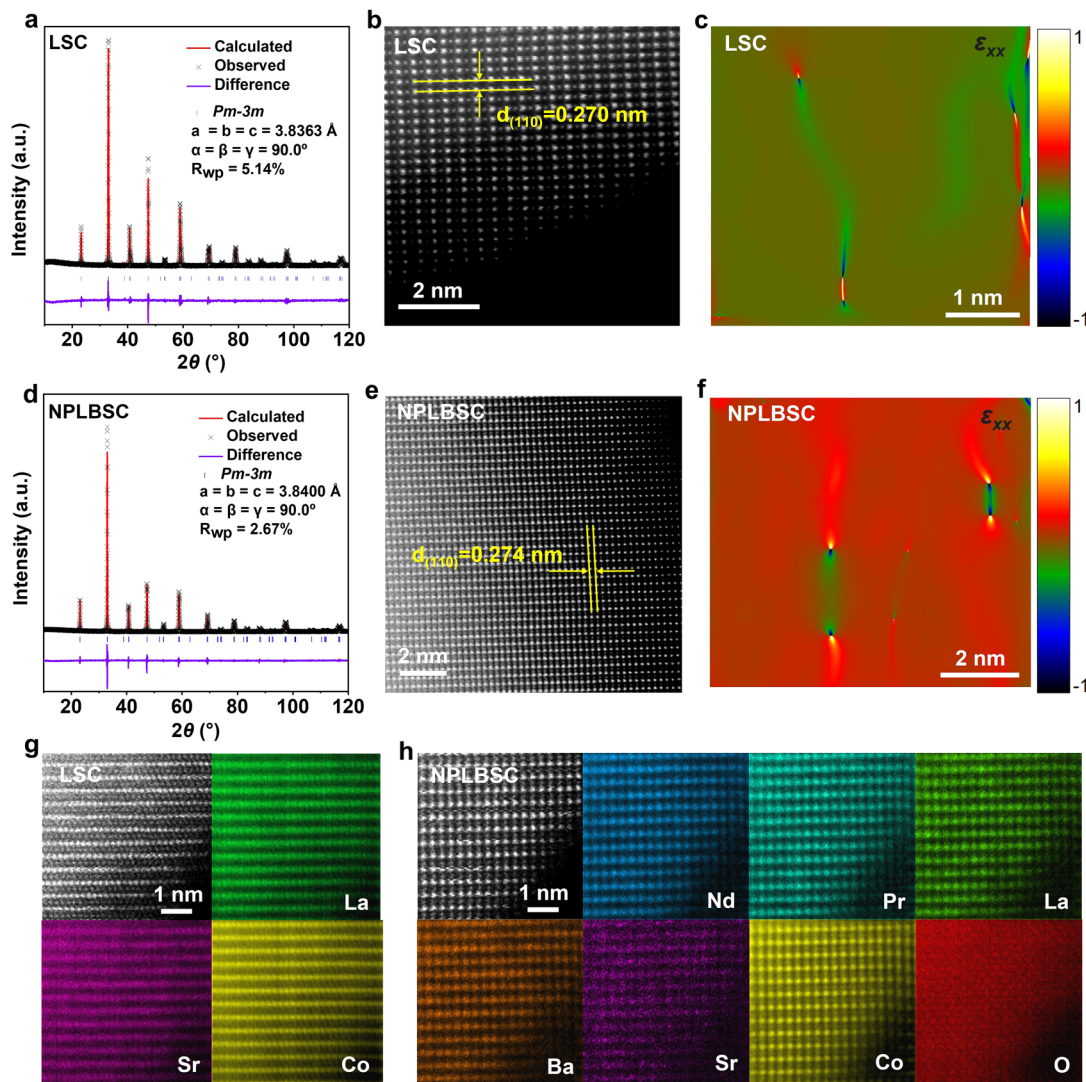 a
LSC
Calculated
Observed
Difference
Pm-3m
a = b = c = 3.8363 Å
α = β = γ = 90.0º
Rwp = 5.14%
Intensity (a.u.)
20 40 60 80 100 120
2θ (°)
b
LSC
d(110)=0.270 nm
2 nm
c
LSC
εxx
1 nm
1
-1
d
NPLBSC
Calculated
Observed
Difference
Pm-3m
a = b = c = 3.8400 Å
α = β = γ = 90.0º
Rwp = 2.67%
Intensity (a.u.)
20 40 60 80 100 120
2θ (°)
e
NPLBSC
d(110)=0.274 nm
2 nm
f
NPLBSC
εxx
2 nm
1
-1
g
LSC
1 nm
La
Sr
Co
h
NPLBSC
1 nm
Nd
Pr
La
Ba
Sr
Co
O